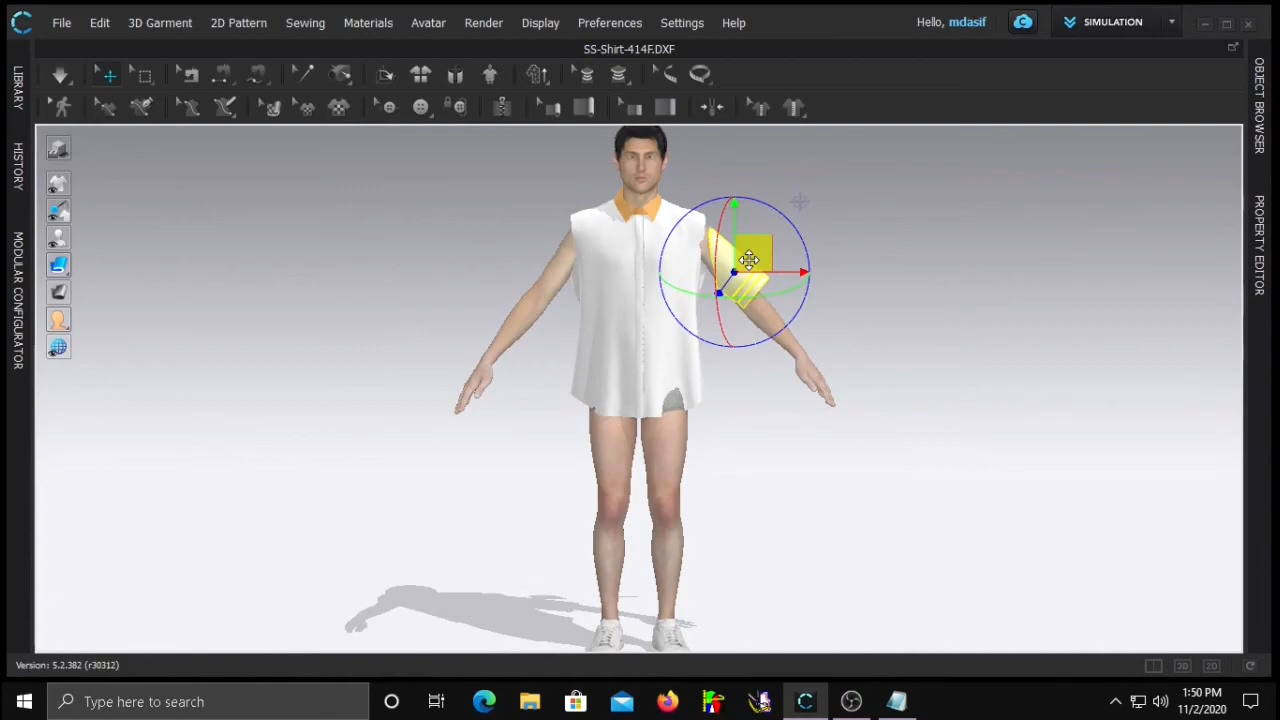 File Edit 3D Garment 2D Pattern Sewing Materials Avatar Render Display Preferences Settings Help Hello, mdasif SIMULATION
SS-Shirt-414F.DXF
LIBRARY
HISTORY
MODULAR CONFIGURATOR
OBJECT BROWSER
PROPERTY EDITOR
Version: 5.2.382 (r30312)
3D 2D
Type here to search
1:50 PM
11/2/2020